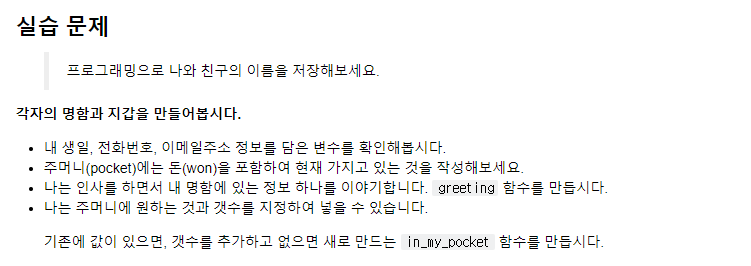 실습 문제
프로그래밍으로 나와 친구의 이름을 저장해보세요.
각자의 명함과 지갑을 만들어봅시다.
내 생일, 전화번호, 이메일주소 정보를 담은 변수를 확인해봅시다.
주머니(pocket)에는 돈(won)을 포함하여 현재 가지고 있는 것을 작성해보세요.
나는 인사를 하면서 내 명함에 있는 정보 하나를 이야기합니다. greeting 함수를 만듭시다.
나는 주머니에 원하는 것과 갯수를 지정하여 넣을 수 있습니다.
기존에 값이 있으면, 갯수를 추가하고 없으면 새로 만드는 in_my_pocket 함수를 만듭시다.